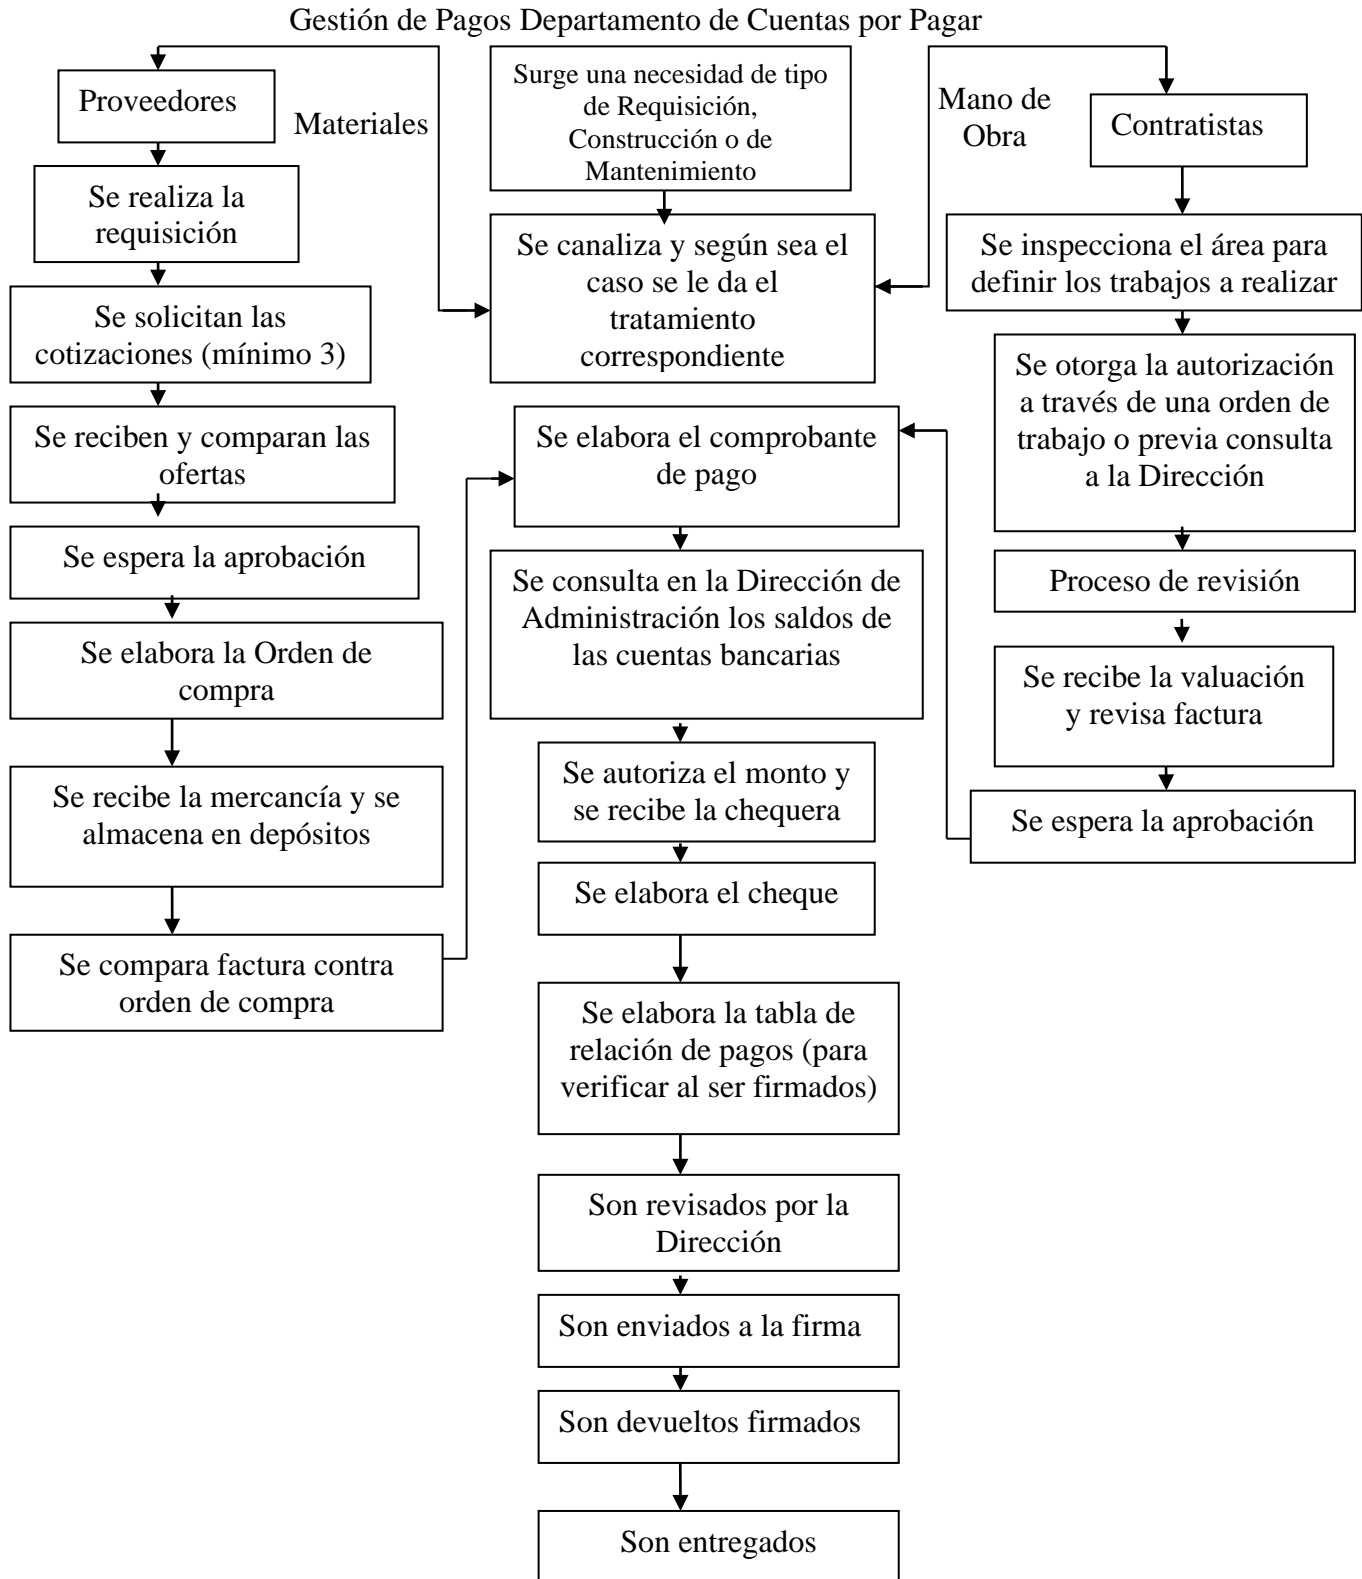 Gestión de Pagos Departamento de Cuentas por Pagar
Proveedores
Materiales
Se realiza la
requisición
Se solicitan las
cotizaciones (mínimo 3)
Se reciben y comparan las
ofertas
Se espera la aprobación
Se elabora la Orden de
compra
Se recibe la mercancía y se
almacena en depósitos
Se compara factura contra
orden de compra
Surge una necesidad de tipo
de Requisición,
Construcción o de
Mantenimiento
Se canaliza y según sea el
caso se le da el
tratamiento
correspondiente
Se elabora el comprobante
de pago
Se consulta en la Dirección de
Administración los saldos de
las cuentas bancarias
Se autoriza el monto y
se recibe la chequera
Se elabora el cheque
Se elabora la tabla de
relación de pagos (para
verificar al ser firmados)
Son revisados por la
Dirección
Son enviados a la firma
Son devueltos firmados
Son entregados
Mano de
Obra
Contratistas
Se inspecciona el área para
definir los trabajos a realizar
Se otorga la autorización
a través de una orden de
trabajo o previa consulta
a la Dirección
Proceso de revisión
Se recibe la valuación
y revisa factura
Se espera la aprobación